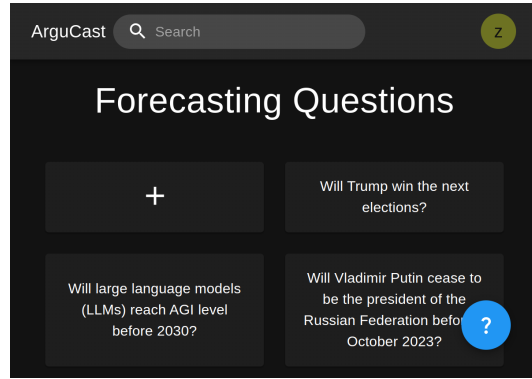 ArguCast
Search
Z
Forecasting Questions
+
Will Trump win the next
elections?
Will large language models
(LLMs) reach AGI level
before 2030?
Will Vladimir Putin cease to
be the president of the
Russian Federation befor
October 2023?
?